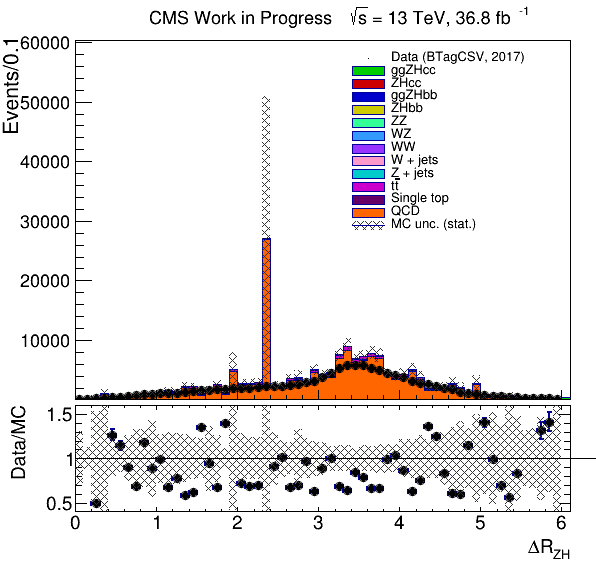 CMS Work in Progress √s = 13 TeV, 36.8 fb -1
Events/0.1
60000
50000
40000
30000
20000
10000
Data (BTagCSV, 2017)
ggZHcc
ZHcc
ggZHbb
ZHbb
ZZ
WZ
WW
W + jets
Z + jets
tt̄
Single top
QCD
MC unc. (stat.)
Data/MC
1.5
1
0.5
0 1 2 3 4 5 6
ΔR_ZH